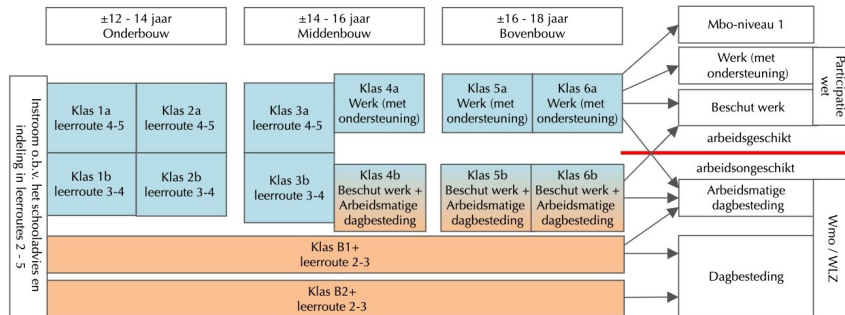 ±12 - 14 jaar
Onderbouw
±14 - 16 jaar
Middenbouw
±16 - 18 jaar
Bovenbouw
Mbo-niveau 1
Werk (met
ondersteuning)
Beschut werk
Participatie
wet
arbeidsgeschikt
arbeidsongeschikt
Arbeidsmatige
dagbesteding
Dagbesteding
Wmo / WLZ
Instroom o.b.v. het schooladvies en
indeling in leerroutes 2 - 5
Klas 1a
leerroute 4-5
Klas 2a
leerroute 4-5
Klas 3a
leerroute 4-5
Klas 4a
Werk (met
ondersteuning)
Klas 5a
Werk (met
ondersteuning)
Klas 6a
Werk (met
ondersteuning)
Klas 1b
leerroute 3-4
Klas 2b
leerroute 3-4
Klas 3b
leerroute 3-4
Klas 4b
Beschut werk +
Arbeidsmatige
dagbesteding
Klas 5b
Beschut werk +
Arbeidsmatige
dagbesteding
Klas 6b
Beschut werk +
Arbeidsmatige
dagbesteding
Klas B1+
leerroute 2-3
Klas B2+
leerroute 2-3